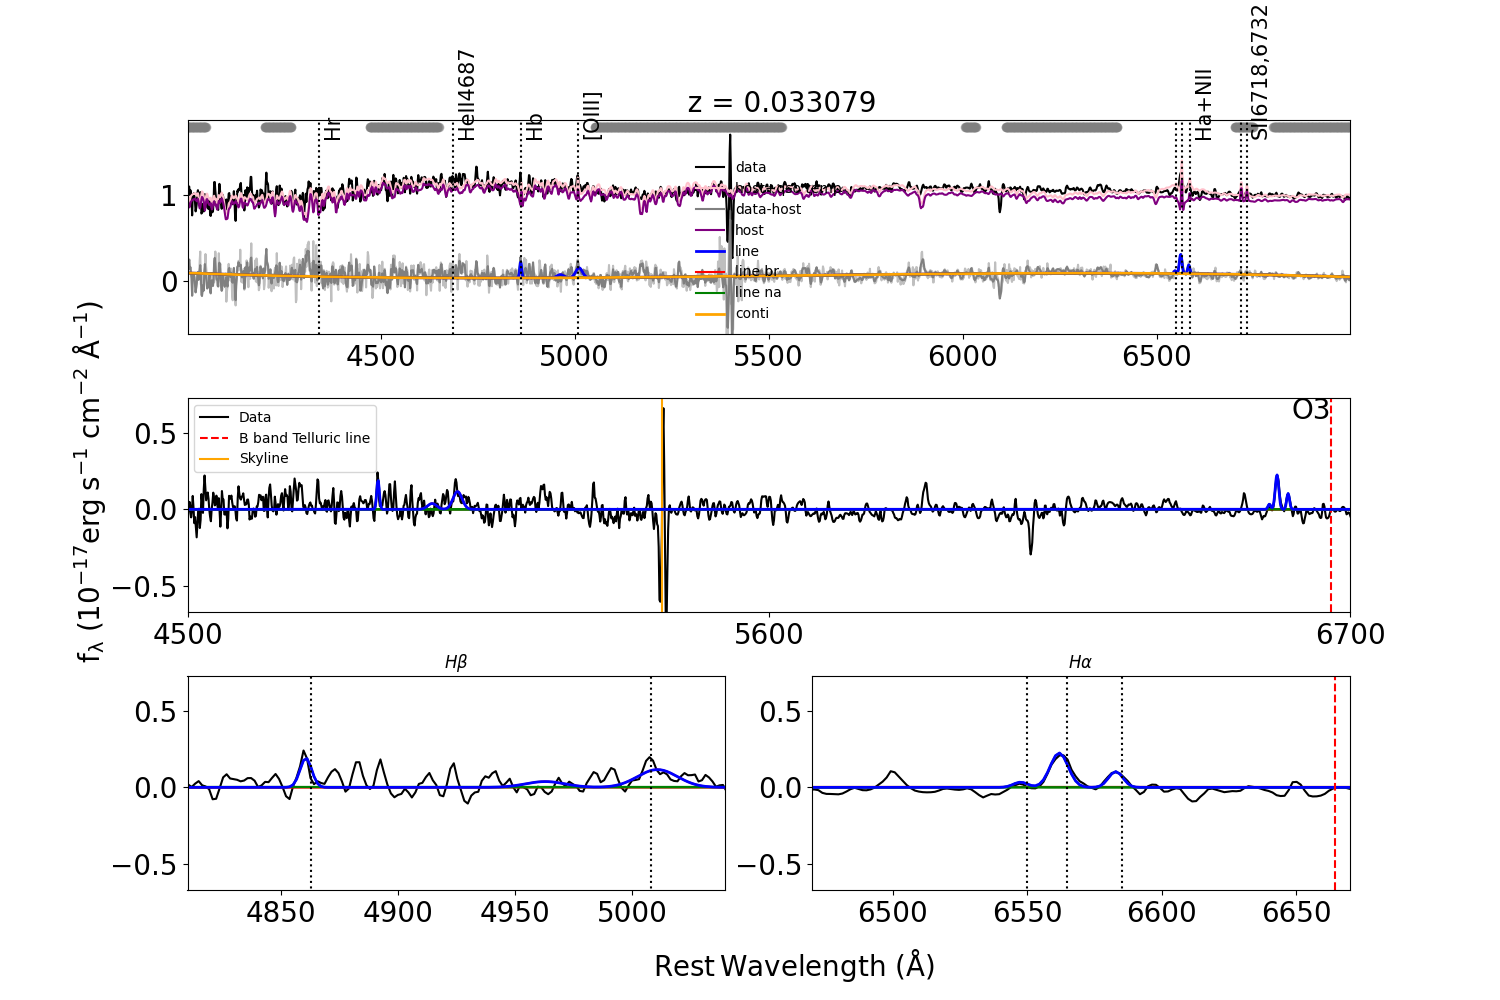 z = 0.033079
Hr
HeII4687
Hb
[OIII]
Ha+NII
SII6718,6732
data
data-host
host
line
line br
line na
conti
1
0
4500
5000
5500
6000
6500
fλ (10−17erg s−1 cm−2 Å−1)
Data
B band Telluric line
Skyline
O3
0.5
0.0
−0.5
4500
5600
6700
Hβ
0.5
0.0
−0.5
4850
4900
4950
5000
Hα
0.5
0.0
−0.5
6500
6550
6600
6650
Rest Wavelength (Å)